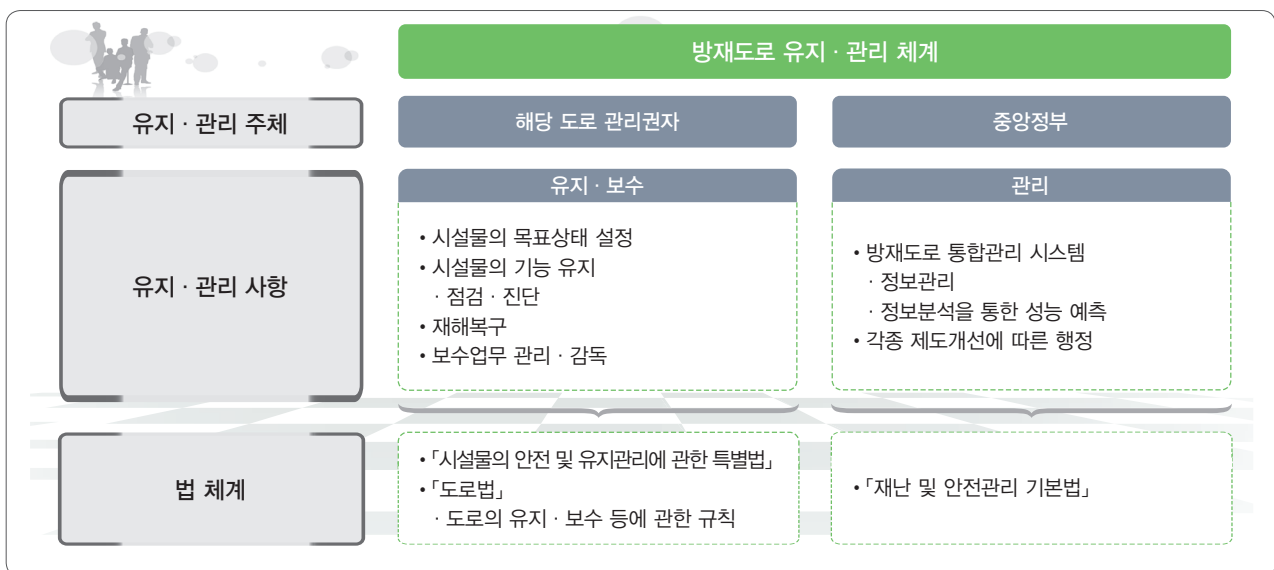 방재도로 유지 · 관리 체계
유지 · 관리 주체
해당 도로 관리권자
중앙정부
유지 · 관리 사항
유지 · 보수
• 시설물의 목표상태 설정
• 시설물의 기능 유지
· 점검 · 진단
• 재해복구
• 보수업무 관리 · 감독
관리
• 방재도로 통합관리 시스템
· 정보관리
· 정보분석을 통한 성능 예측
• 각종 제도개선에 따른 행정
법 체계
• 「시설물의 안전 및 유지관리에 관한 특별법」
• 「도로법」
· 도로의 유지 · 보수 등에 관한 규칙
• 「재난 및 안전관리 기본법」